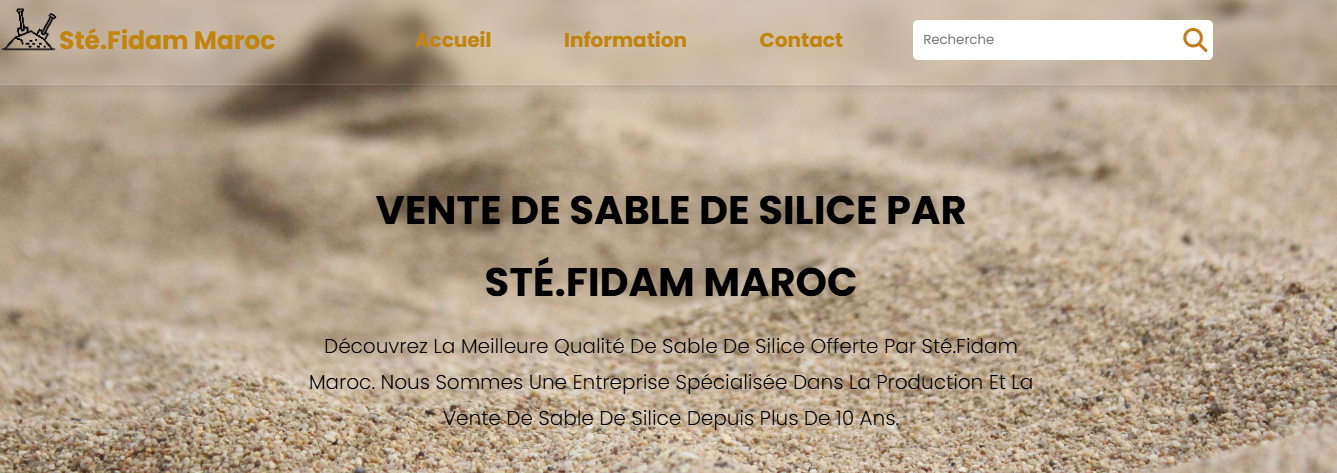 Sté.Fidam Maroc
Accueil
Information
Contact
Recherche
VENTE DE SABLE DE SILICE PAR
STÉ.FIDAM MAROC
Découvrez La Meilleure Qualité De Sable De Silice Offerte Par Sté.Fidam
Maroc. Nous Sommes Une Entreprise Spécialisée Dans La Production Et La
Vente De Sable De Silice Depuis Plus De 10 Ans.